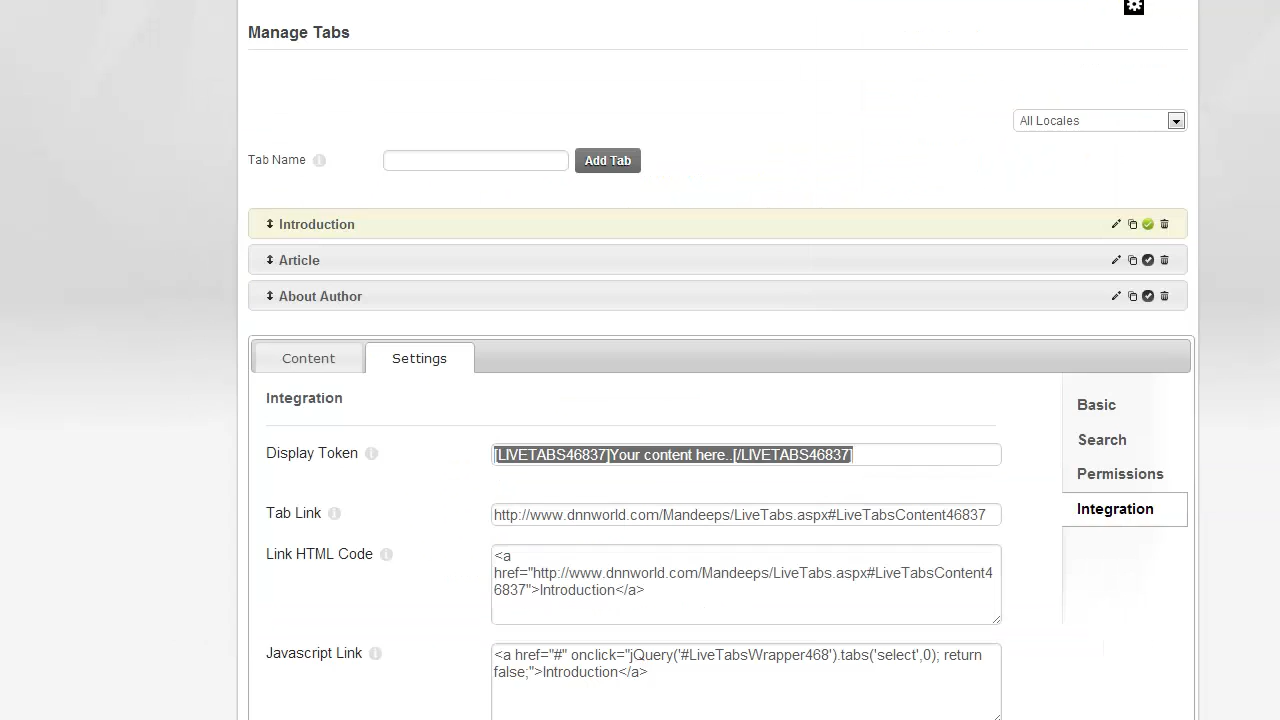 Manage Tabs
All Locales
Tab Name
Add Tab
Introduction
Article
About Author
Content
Settings
Integration
Display Token
[LIVETABS46837]Your content here..[/LIVETABS46837]
Tab Link
http://www.dnnworld.com/Mandeeps/LiveTabs.aspx#LiveTabsContent46837
Link HTML Code
<a
href="http://www.dnnworld.com/Mandeeps/LiveTabs.aspx#LiveTabsContent4
6837">Introduction</a>
Javascript Link
<a href="#" onclick="jQuery('#LiveTabsWrapper468').tabs('select',0); return
false;">Introduction</a>
Basic
Search
Permissions
Integration